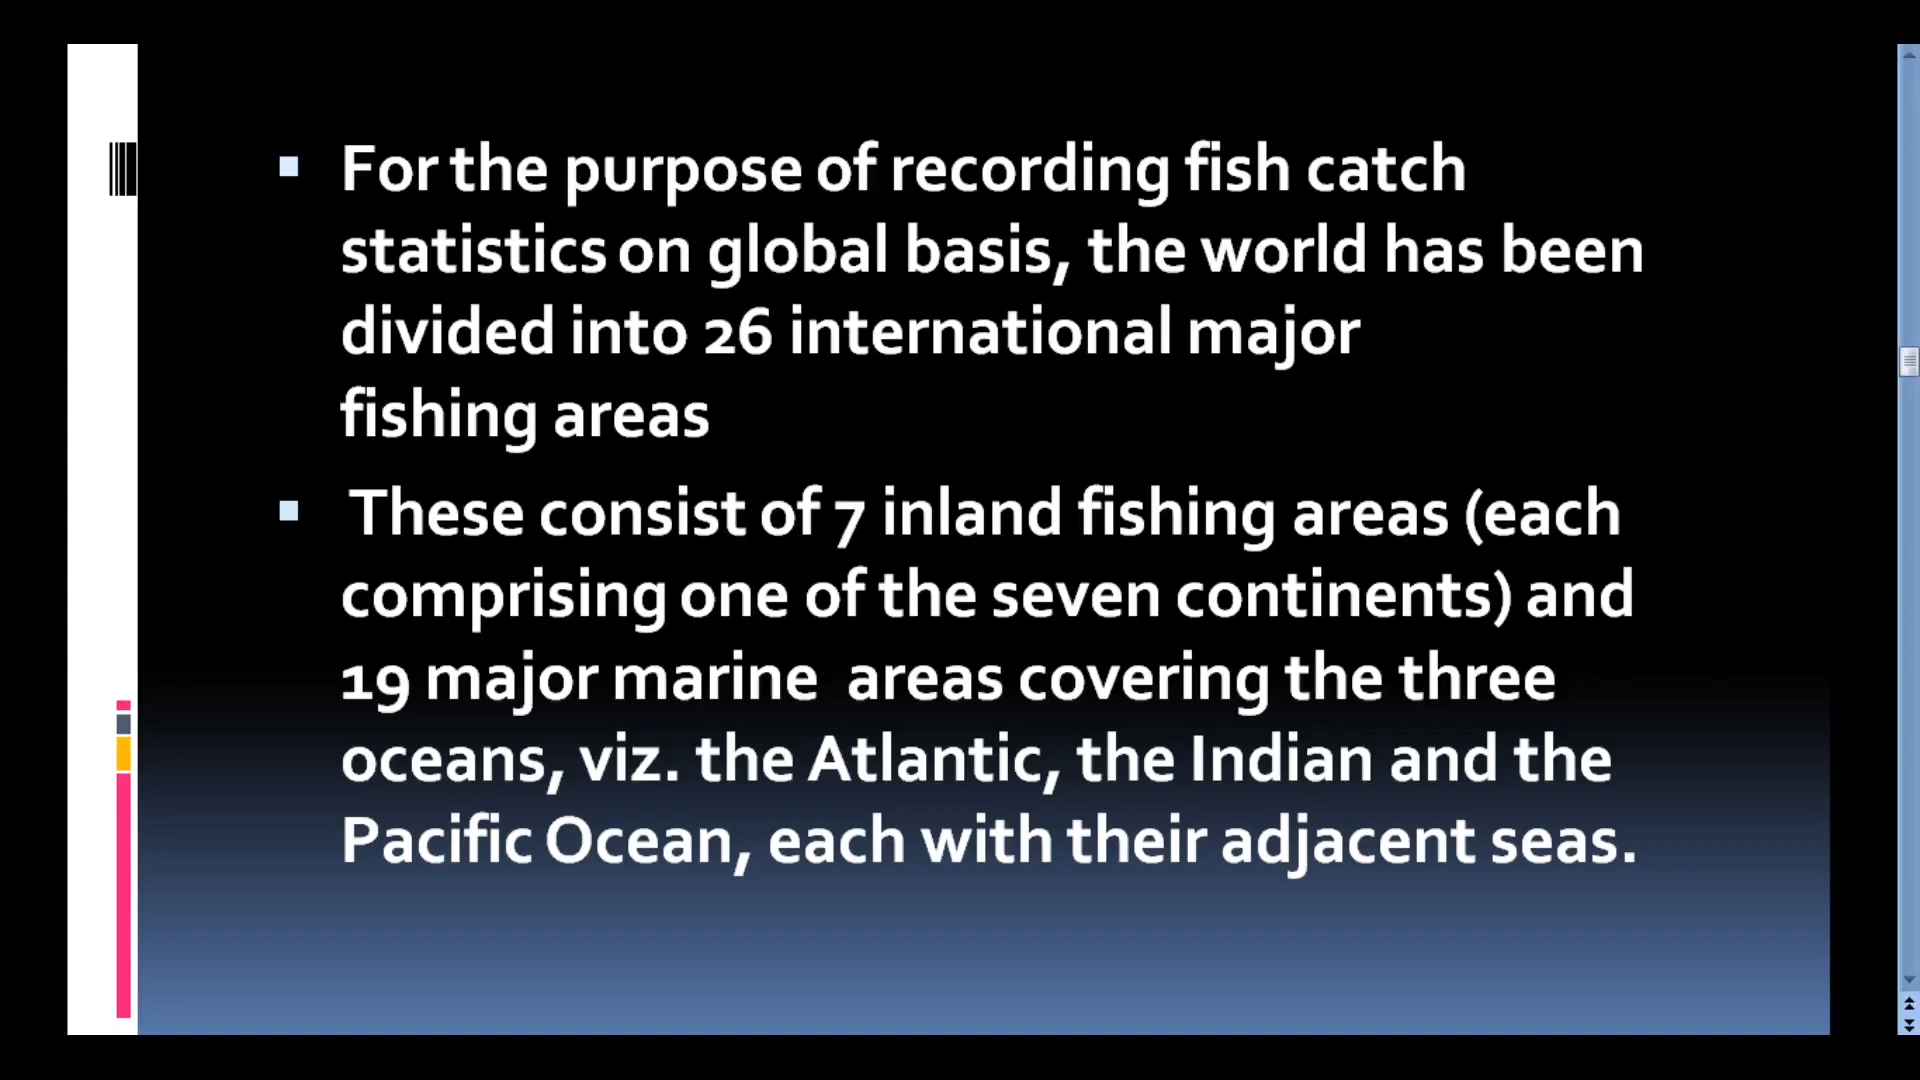 For the purpose of recording fish catch
statistics on global basis, the world has been
divided into 26 international major
fishing areas
These consist of 7 inland fishing areas (each
comprising one of the seven continents) and
19 major marine  areas covering the three
oceans, viz. the Atlantic, the Indian and the
Pacific Ocean, each with their adjacent seas.